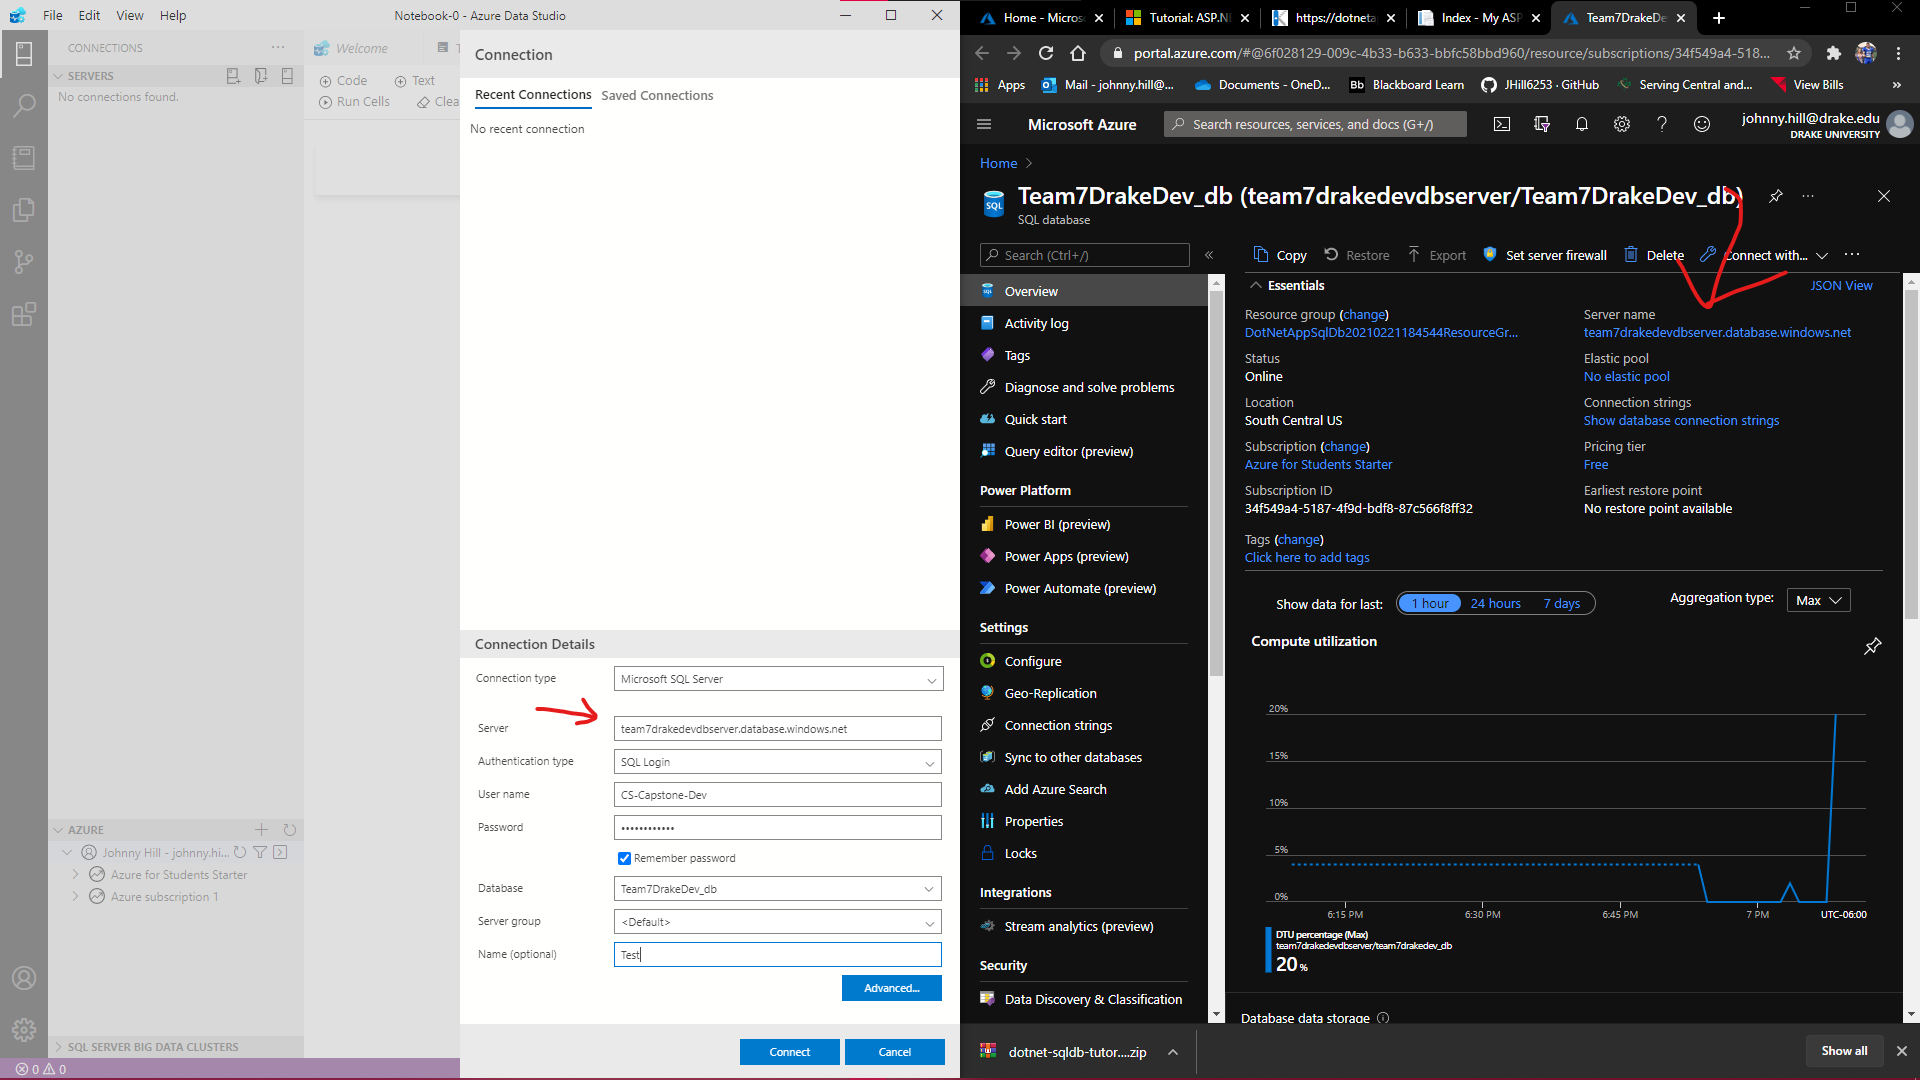 File Edit View Help
Notebook-0 - Azure Data Studio
CONNECTIONS
SERVERS
No connections found.
Welcome
Code
Text
Run Cells
Clea
AZURE
Johnny Hill - johnny.hi...
Azure for Students Starter
Azure subscription 1
SQL SERVER BIG DATA CLUSTERS
0 0
Connection
Recent Connections Saved Connections
No recent connection
Connection Details
Connection type Microsoft SQL Server
Server team7drakedevdbserver.database.windows.net
Authentication type SQL Login
User name CS-Capstone-Dev
Password ••••••••••••
Remember password
Database Team7DrakeDev_db
Server group <Default>
Name (optional) Test
Advanced...
Connect Cancel
Home - Micros
Tutorial: ASP.N
https://dotneta
Index - My ASP
Team7DrakeDe
portal.azure.com/#@6f028129-009c-4b33-b633-bbfc58bbd960/resource/subscriptions/34f549a4-518...
Apps
Mail - johnny.hill@...
Documents - OneD...
Bb Blackboard Learn
JHill6253 · GitHub
Serving Central and...
View Bills
»
Microsoft Azure
Search resources, services, and docs (G+/)
johnny.hill@drake.edu
DRAKE UNIVERSITY
Home
Team7DrakeDev_db (team7drakedevdbserver/Team7DrakeDev_db)
SQL
SQL database
Search (Ctrl+/)
«
Copy Restore Export Set server firewall Delete Connect with...
Overview
Activity log
Tags
Diagnose and solve problems
Quick start
Query editor (preview)
Power Platform
Power BI (preview)
Power Apps (preview)
Power Automate (preview)
Settings
Configure
Geo-Replication
Connection strings
Sync to other databases
Add Azure Search
Properties
Locks
Integrations
Stream analytics (preview)
Security
Data Discovery & Classification
Essentials
JSON View
Resource group (change)
DotNetAppSqlDb20210221184544ResourceGr...
Status
Online
Location
South Central US
Subscription (change)
Azure for Students Starter
Subscription ID
34f549a4-5187-4f9d-bdf8-87c566f8ff32
Tags (change)
Click here to add tags
Server name
team7drakedevdbserver.database.windows.net
Elastic pool
No elastic pool
Connection strings
Show database connection strings
Pricing tier
Free
Earliest restore point
No restore point available
Show data for last: 1 hour 24 hours 7 days
Aggregation type: Max
Compute utilization
20%
15%
10%
5%
0%
6:15 PM 6:30 PM 6:45 PM 7 PM UTC-06:00
DTU percentage (Max)
team7drakedevdbserver/team7drakedev_db
20 %
Database data storage
dotnet-sqldb-tutor....zip
Show all